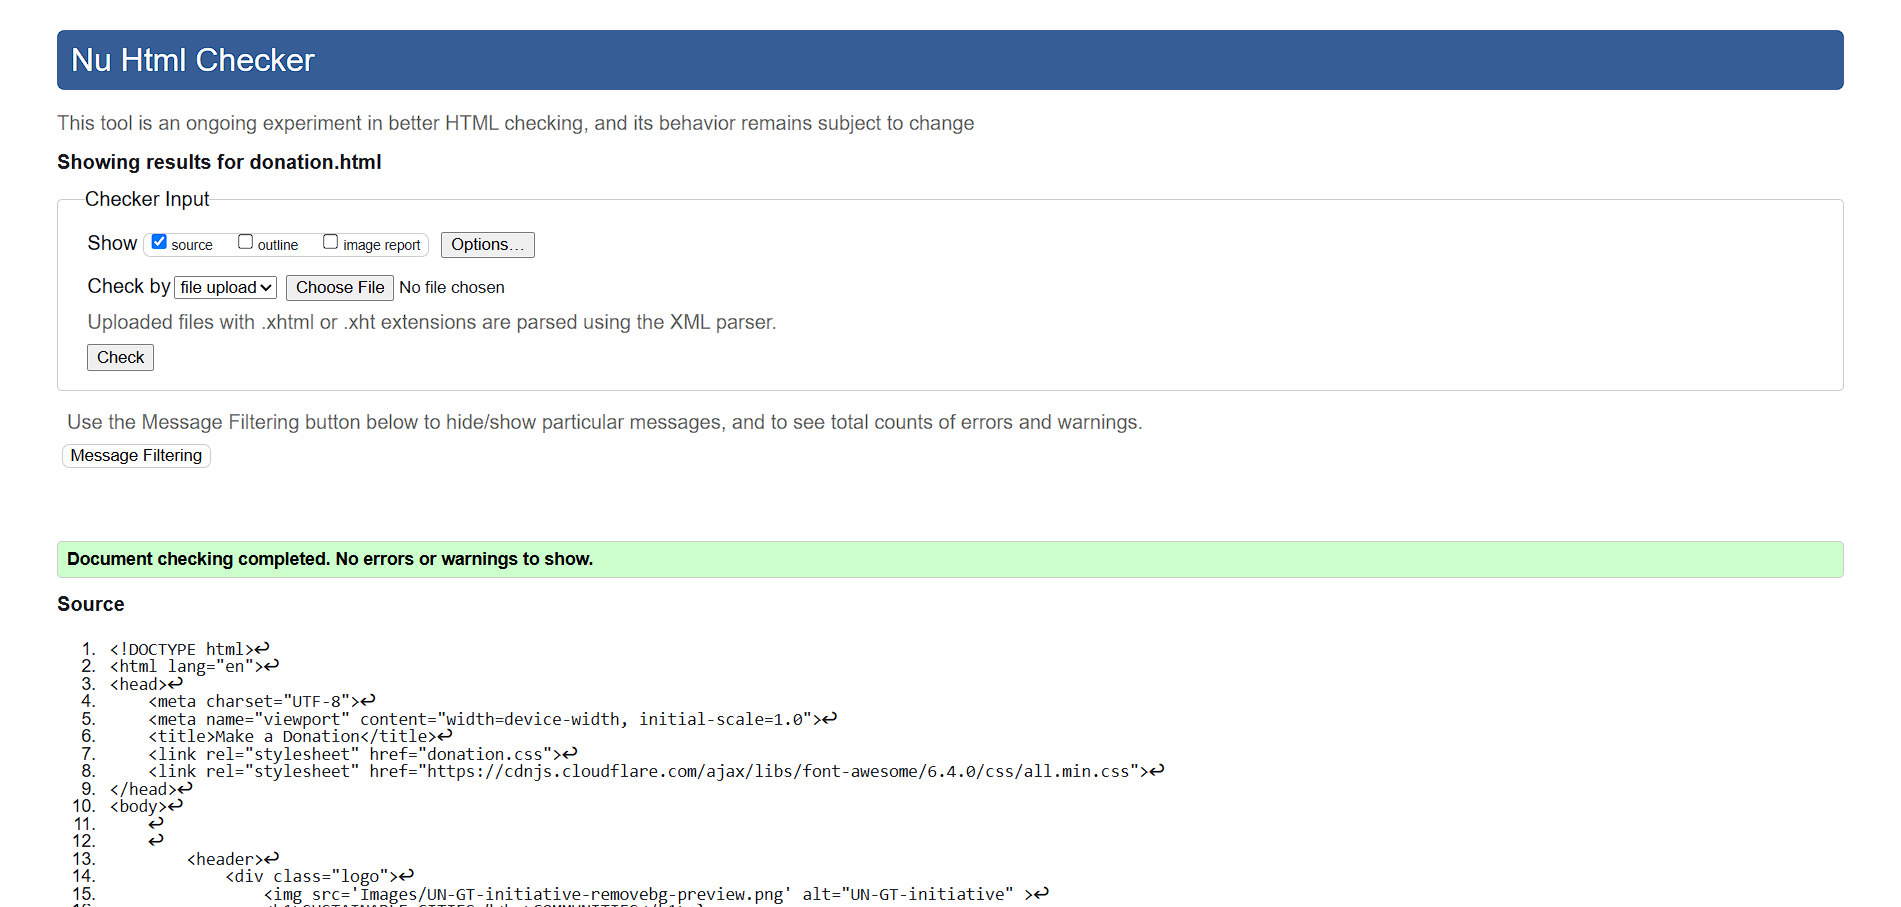 Nu Html Checker
This tool is an ongoing experiment in better HTML checking, and its behavior remains subject to change
Showing results for donation.html
Checker Input
Show source outline image report Options...
Check by file upload Choose File No file chosen
Uploaded files with .xhtml or .xht extensions are parsed using the XML parser.
Check
Use the Message Filtering button below to hide/show particular messages, and to see total counts of errors and warnings.
Message Filtering
Document checking completed. No errors or warnings to show.
Source
1. <!DOCTYPE html>↩
2. <html lang="en">↩
3. <head>↩
4. <meta charset="UTF-8">↩
5. <meta name="viewport" content="width=device-width, initial-scale=1.0">↩
6. <title>Make a Donation</title>↩
7. <link rel="stylesheet" href="donation.css">↩
8. <link rel="stylesheet" href="https://cdnjs.cloudflare.com/ajax/libs/font-awesome/6.4.0/css/all.min.css">↩
9. </head>↩
10. <body>↩
11. ↩
12. ↩
13. <header>↩
14. <div class="logo">↩
15. <img src='Images/UN-GT-initiative-removebg-preview.png' alt="UN-GT-initiative" >↩